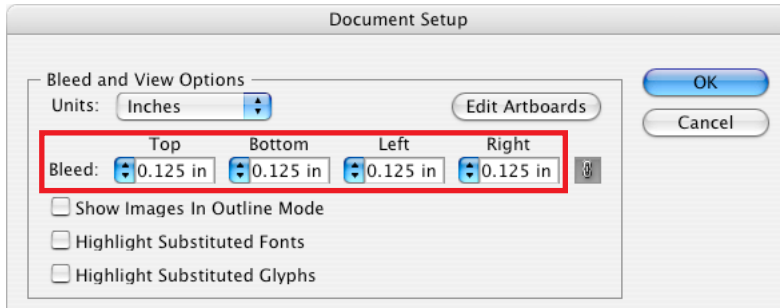 Document Setup
Bleed and View Options
Units: Inches Edit Artboards
OK
Cancel
Top Bottom Left Right
Bleed: 0.125 in 0.125 in 0.125 in 0.125 in
Show Images In Outline Mode
Highlight Substituted Fonts
Highlight Substituted Glyphs